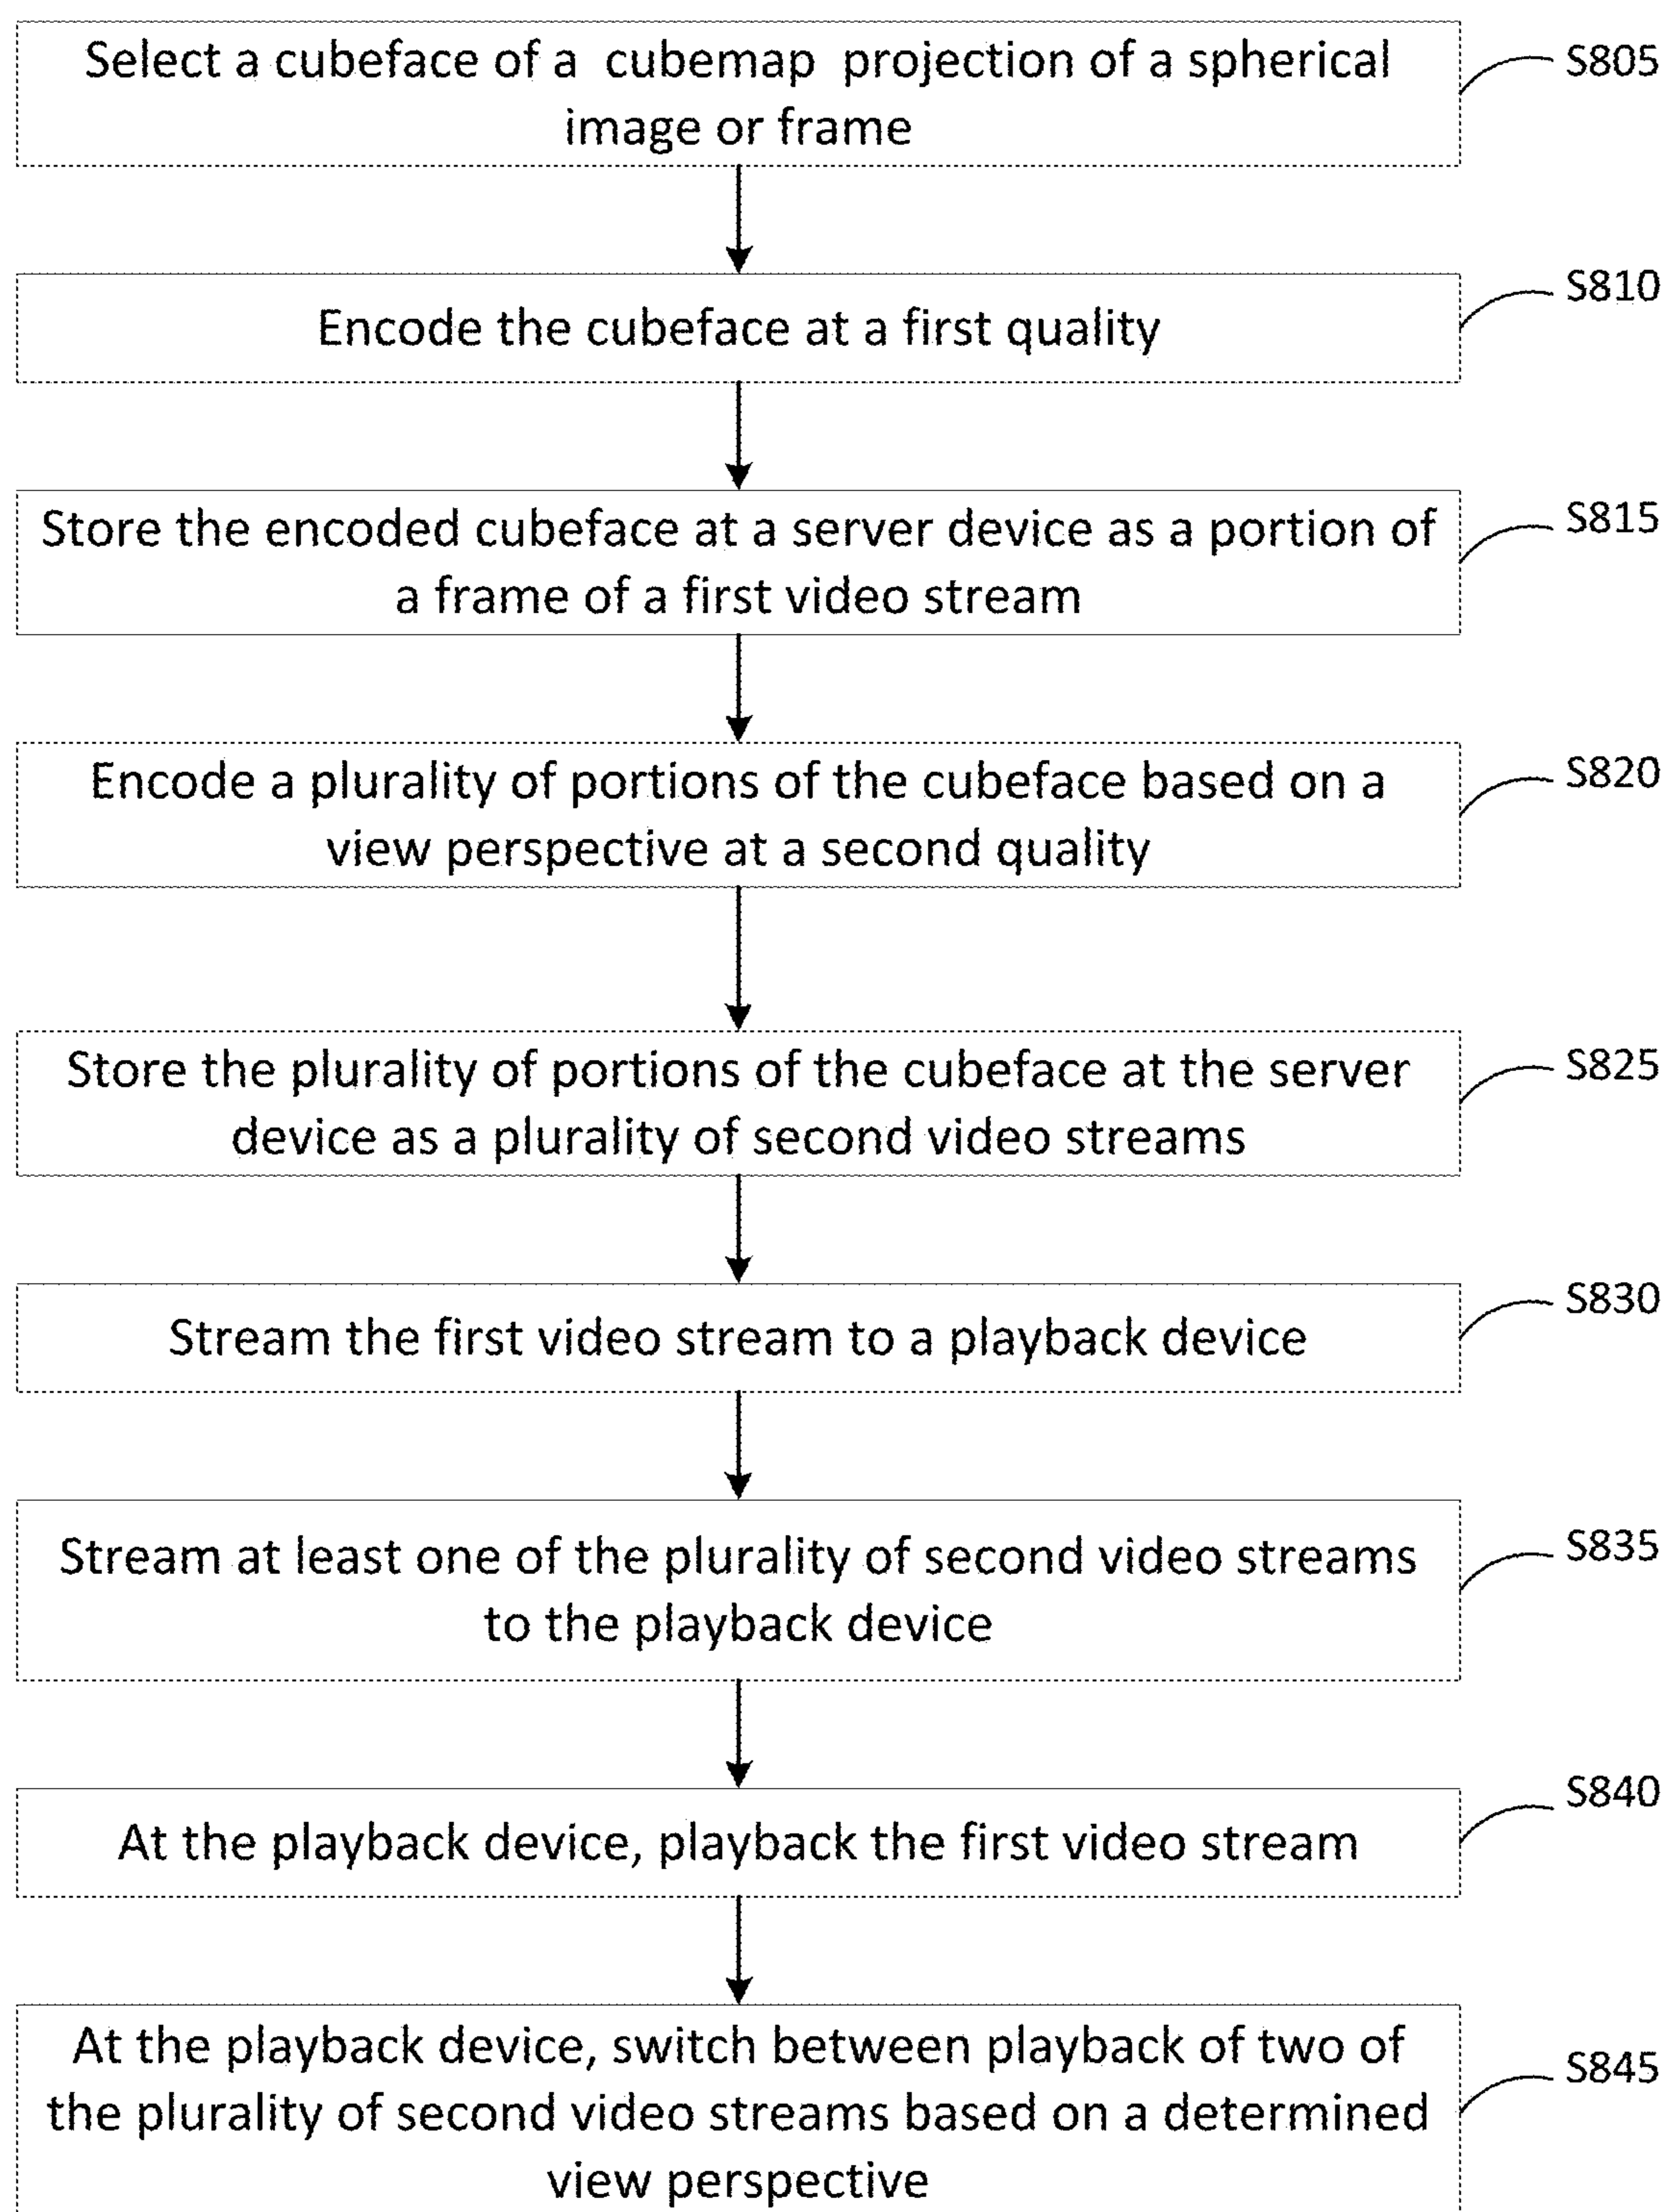 Select a cubeface of a cubemap projection of a spherical
image or frame
S805
Encode the cubeface at a first quality
S810
Store the encoded cubeface at a server device as a portion of
a frame of a first video stream
S815
Encode a plurality of portions of the cubeface based on a
view perspective at a second quality
S820
Store the plurality of portions of the cubeface at the server
device as a plurality of second video streams
S825
Stream the first video stream to a playback device
S830
Stream at least one of the plurality of second video streams
to the playback device
S835
At the playback device, playback the first video stream
S840
At the playback device, switch between playback of two of
the plurality of second video streams based on a determined
view perspective
S845